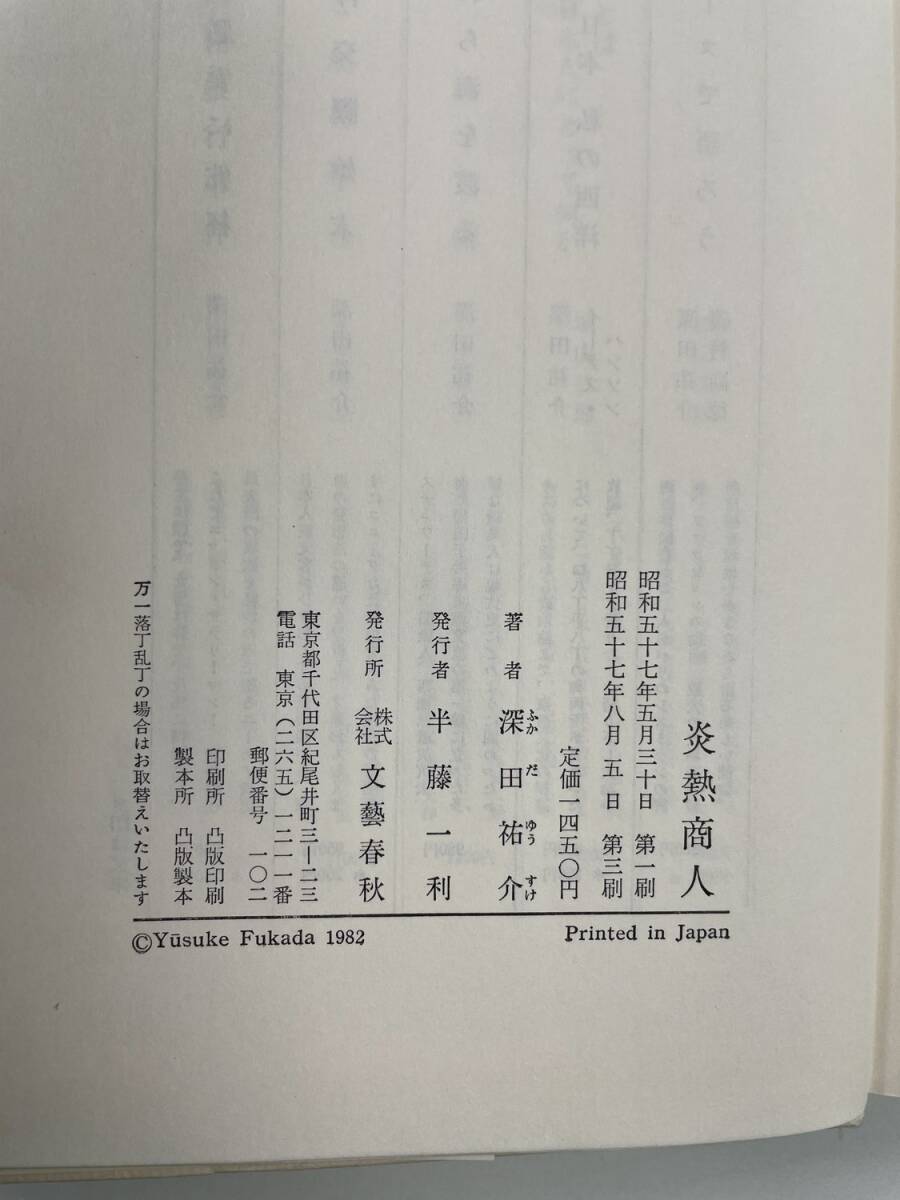 炎熱商人
昭和五十七年五月三十日 第一刷
昭和五十七年八月 五 日 第三刷
定価一四五〇円
著者 深田祐介
ふか だ ゆう すけ
発行者 半藤一利
発行所 株式会社 文藝春秋
東京都千代田区紀尾井町三―二三
電話 東京(二六五)一二一一番
郵便番号 一〇二
印刷所 凸版印刷
製本所 凸版製本
万一落丁乱丁の場合はお取替えいたします
©Yūsuke Fukada 1982
Printed in Japan